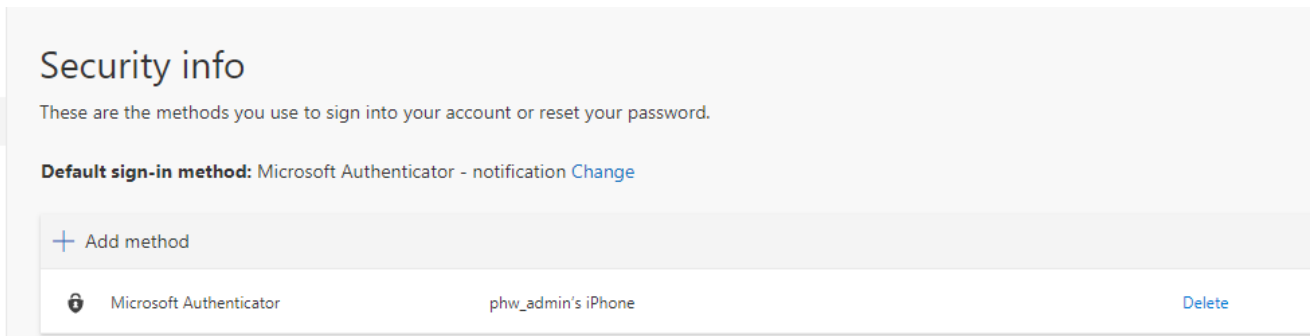 Security info
These are the methods you use to sign into your account or reset your password.
Default sign-in method: Microsoft Authenticator - notification Change
Add method
Microsoft Authenticator phw_admin's iPhone Delete